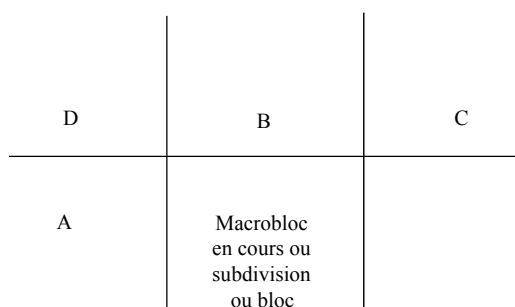 D
B
C
A
Macrobloc
en cours ou
subdivision
ou bloc